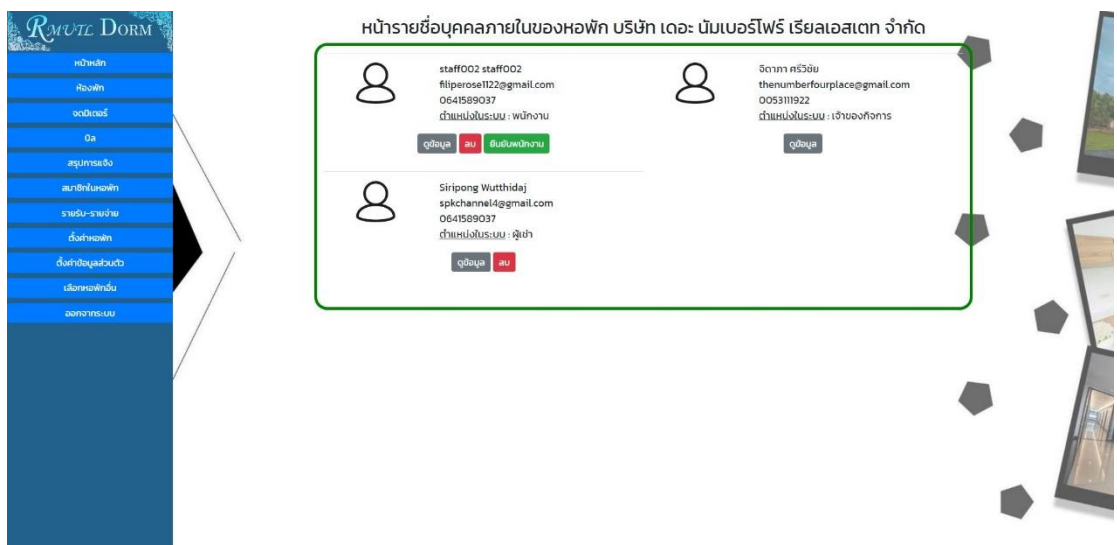 RMUTL DORM
หน้าหลัก
ห้องพัก
จดมิเตอร์
บิล
สรุปการแจ้ง
สมาชิกในหอพัก
รายรับ-รายจ่าย
ตั้งค่าหอพัก
ตั้งค่าข้อมูลส่วนตัว
เลือกหอพักอื่น
ออกจากระบบ
หน้ารายชื่อบุคคลภายในของหอพัก บริษัท เดอะ นัมเบอร์โฟร์ เรียลเอสเตท จำกัด
staff002 staff002
filiperose1122@gmail.com
0641589037
ตำแหน่งในระบบ : พนักงาน
ดูข้อมูล ลบ ยืนยันพนักงาน
จิดาภา ศรีวิชัย
thenumberfourplace@gmail.com
0053111922
ตำแหน่งในระบบ : เจ้าของกิจการ
ดูข้อมูล
Siripong Wutthidaj
spkchannel4@gmail.com
0641589037
ตำแหน่งในระบบ : ผู้เช่า
ดูข้อมูล ลบ